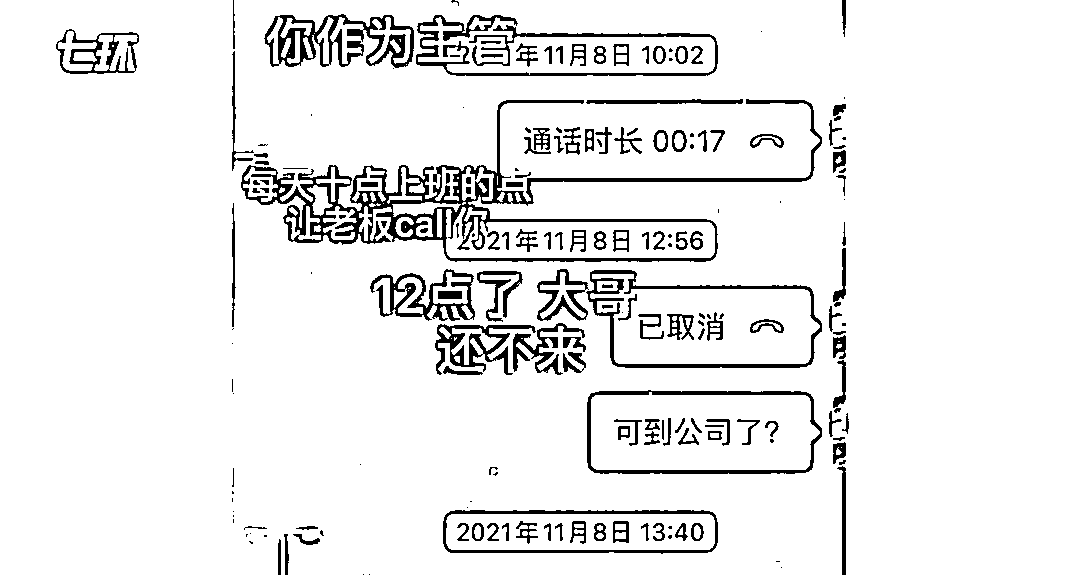 七环
你作为主管
年11月8日 10:02
通话时长 00:17
每天十点上班的点
让老板call你
2021年11月8日 12:56
12点了 大哥
还不来
已取消
可到公司了?
2021年11月8日 13:40